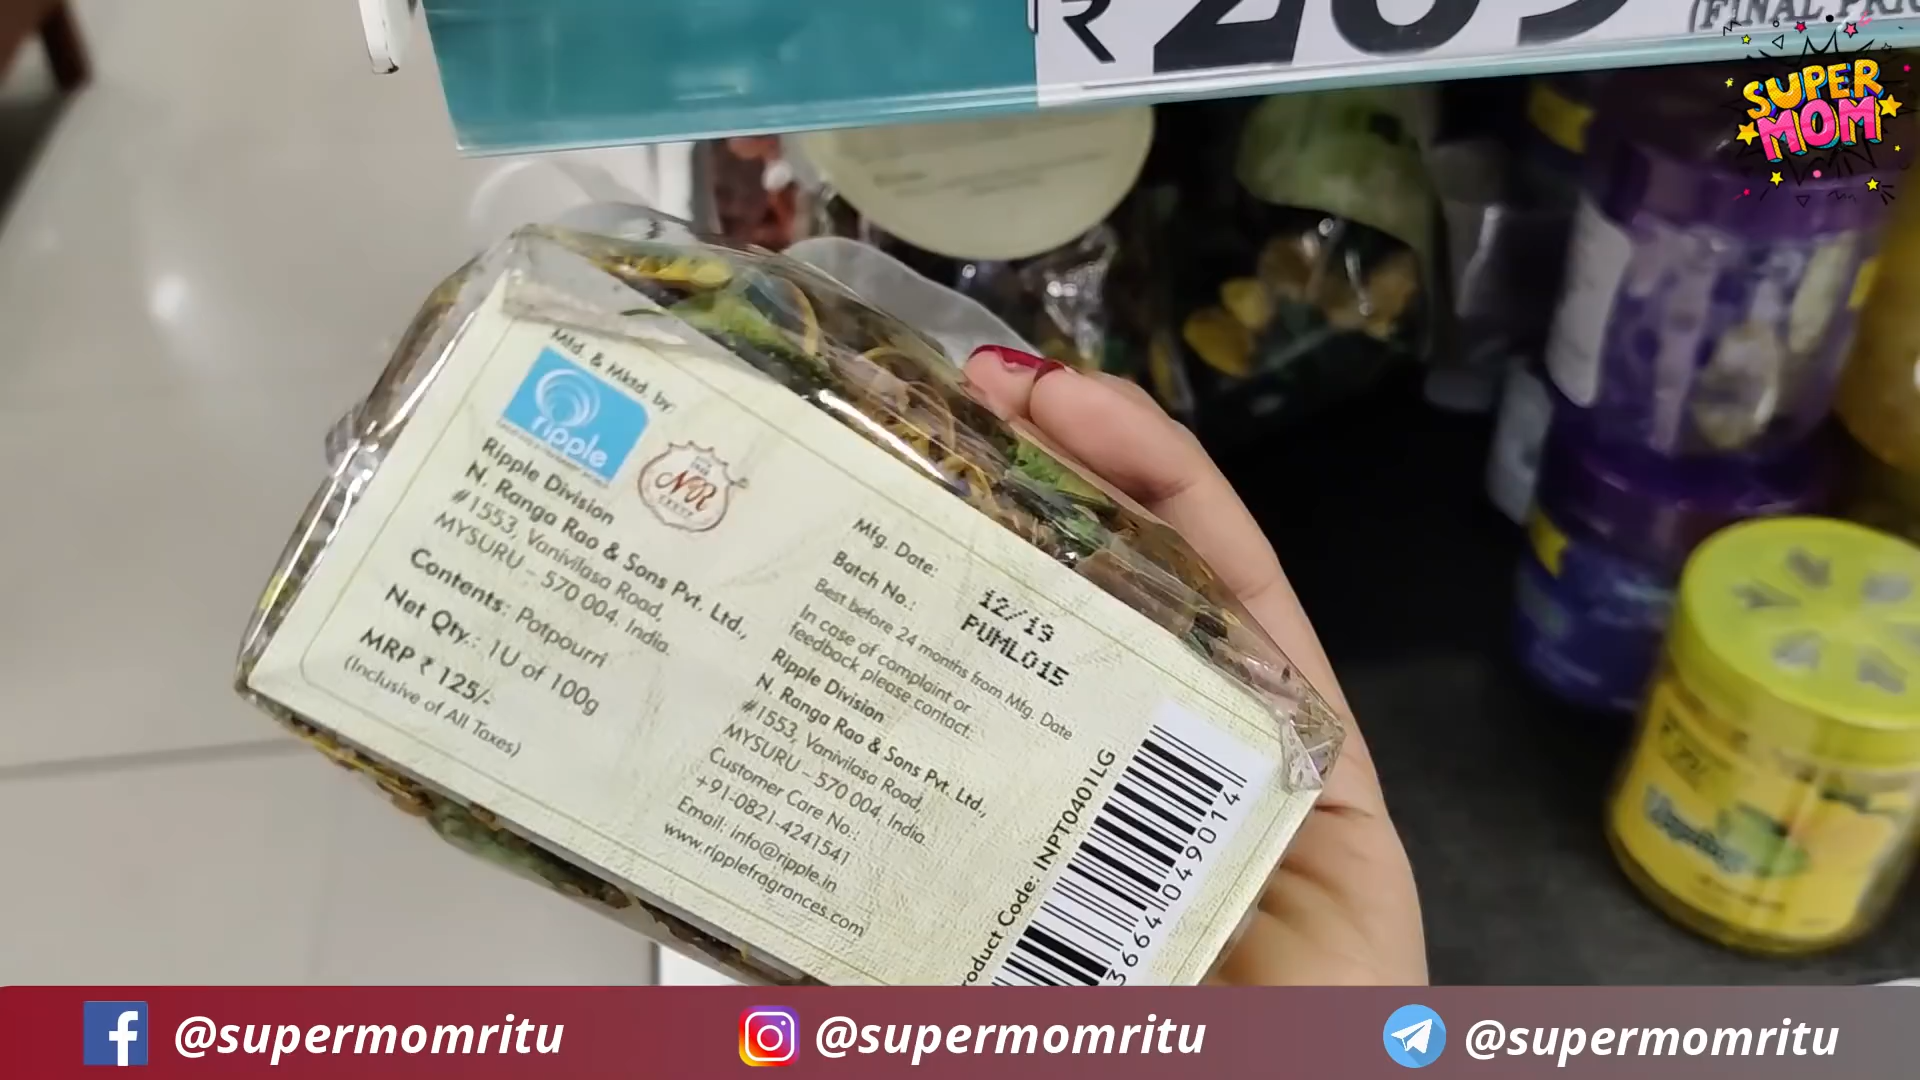 ₹
(FINAL PRICE
SUPER
MOM
Mfd. & Mktd. by:
ripple
NR
Ripple Division
N. Ranga Rao & Sons Pvt. Ltd.,
#1553, Vanivilasa Road,
MYSURU – 570 004. India.
Contents: Potpourri
Net Qty.: 1U of 100g
MRP ₹ 125/-
(Inclusive of All Taxes)
Mfg. Date: 12/19
Batch No.: PUML015
Best before 24 months from Mfg. Date
In case of complaint or
feedback please contact:
Ripple Division
N. Ranga Rao & Sons Pvt. Ltd.,
#1553, Vanivilasa Road,
MYSURU – 570 004. India.
Customer Care No.:
+91-0821-4241541
Email: info@ripple.in
www.ripplefragrances.com
oduct Code: INPT0401LG
3664049014
@supermomritu
@supermomritu
@supermomritu